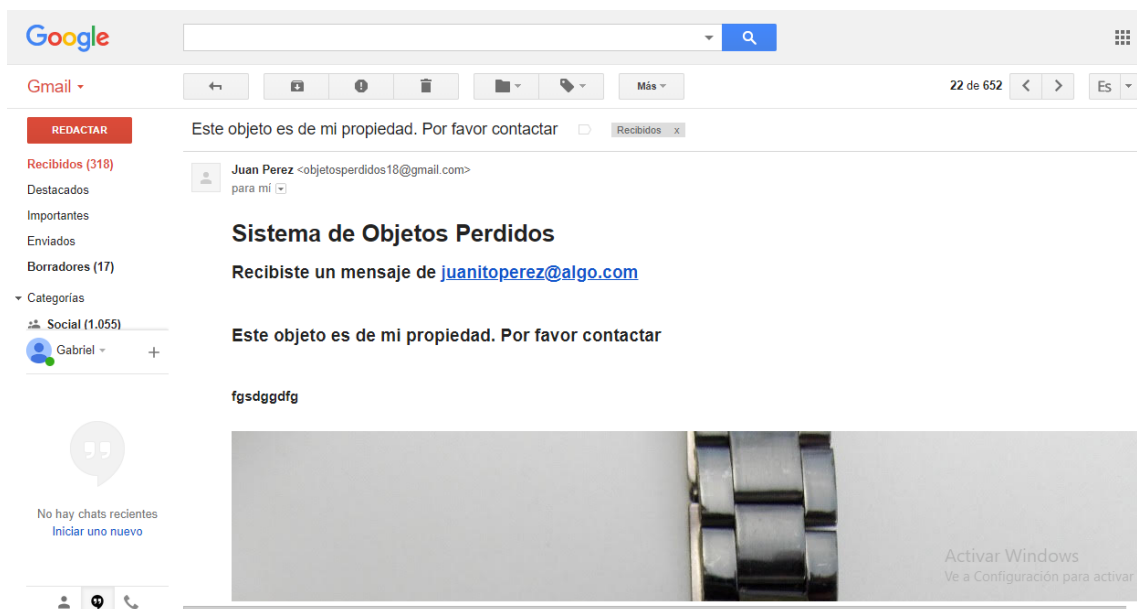 Google
Gmail
Más
22 de 652
Es
REDACTAR
Este objeto es de mi propiedad. Por favor contactar
Recibidos x
Recibidos (318)
Destacados
Importantes
Enviados
Borradores (17)
Categorías
Social (1.055)
Gabriel
+
No hay chats recientes
Iniciar uno nuevo
Juan Perez <objetosperdidos18@gmail.com>
para mí
Sistema de Objetos Perdidos
Recibiste un mensaje de juanitoperez@algo.com
Este objeto es de mi propiedad. Por favor contactar
fgsdggdfg
Activar Windows
Ve a Configuración para activar